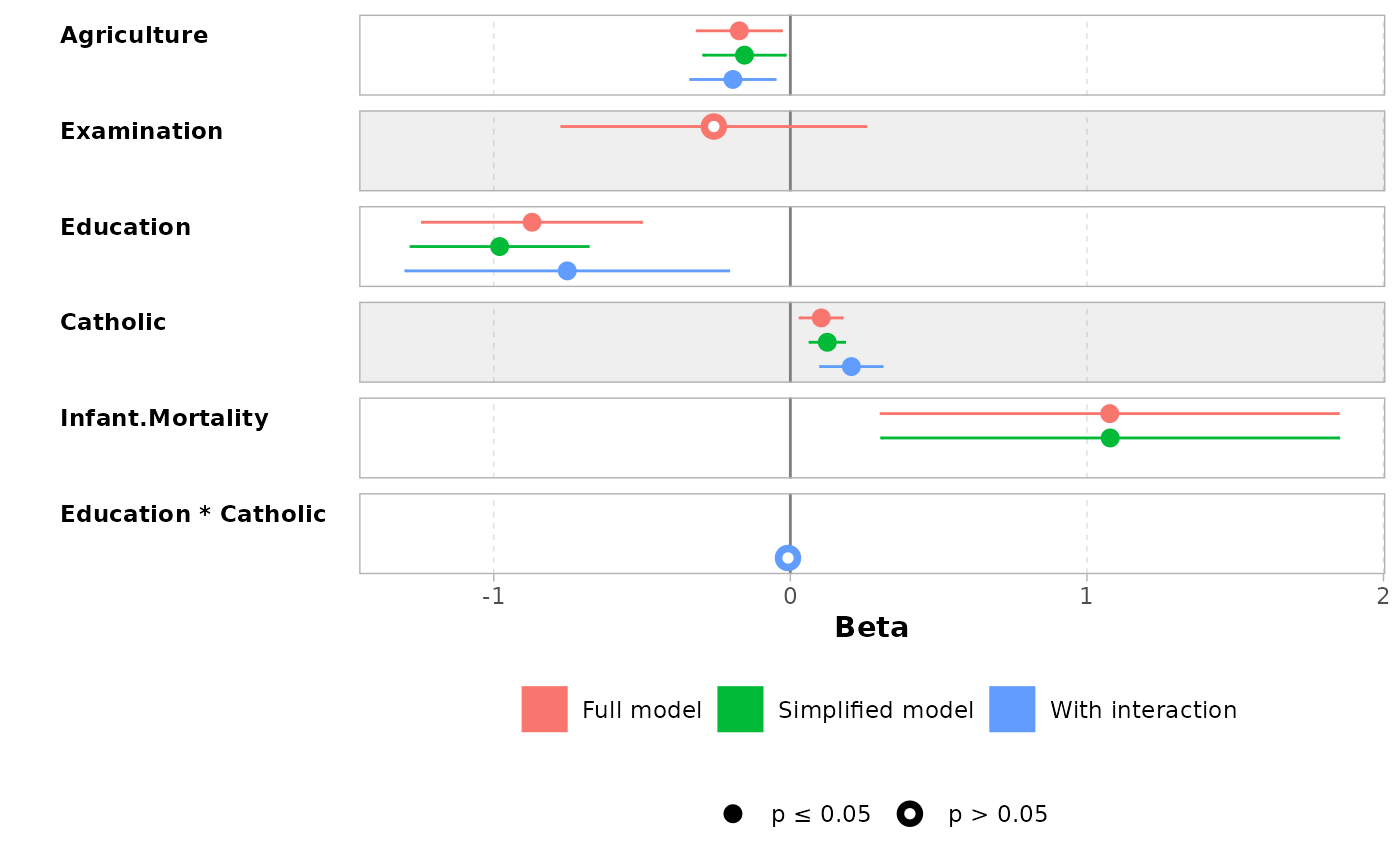 Agriculture
Examination
Education
Catholic
Infant.Mortality
Education * Catholic
-1 0 1 2
Beta
Full model Simplified model With interaction
p ≤ 0.05 p > 0.05